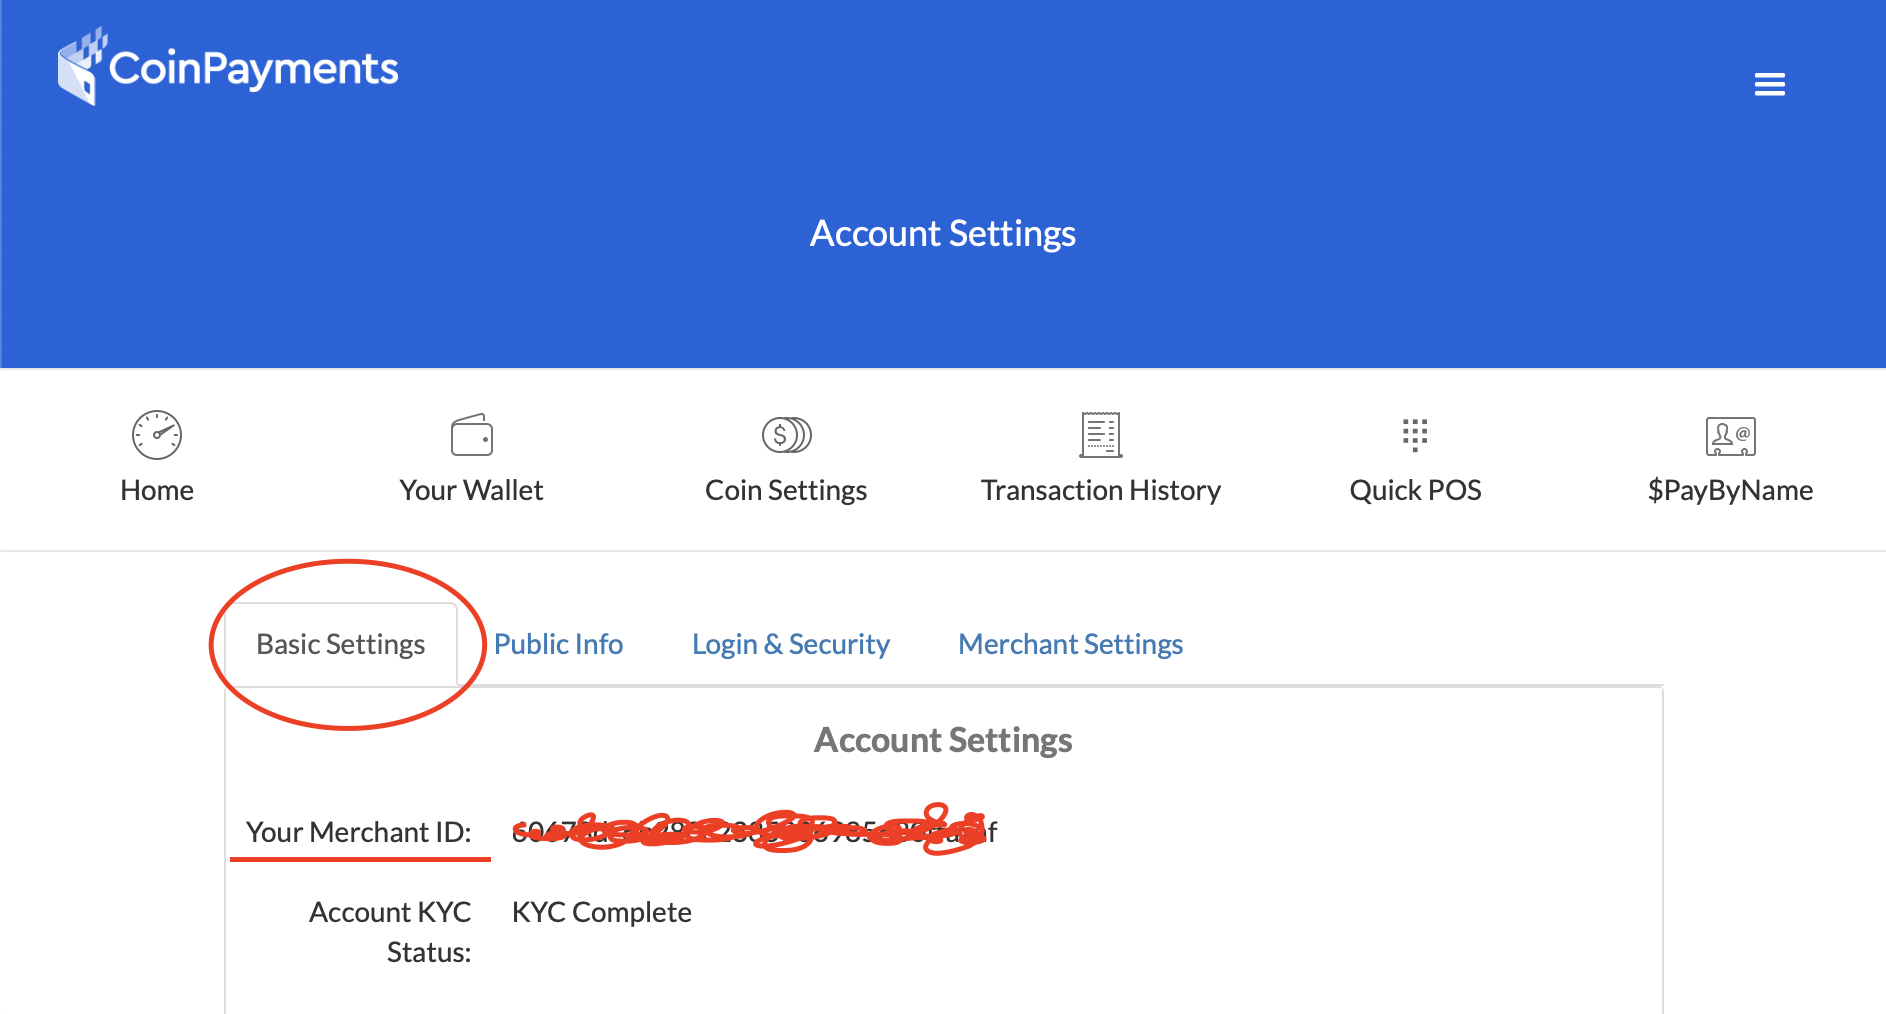 CoinPayments
Account Settings
Home
Your Wallet
Coin Settings
Transaction History
Quick POS
$PayByName
Basic Settings
Public Info
Login & Security
Merchant Settings
Account Settings
Your Merchant ID:
Account KYC Status:
KYC Complete